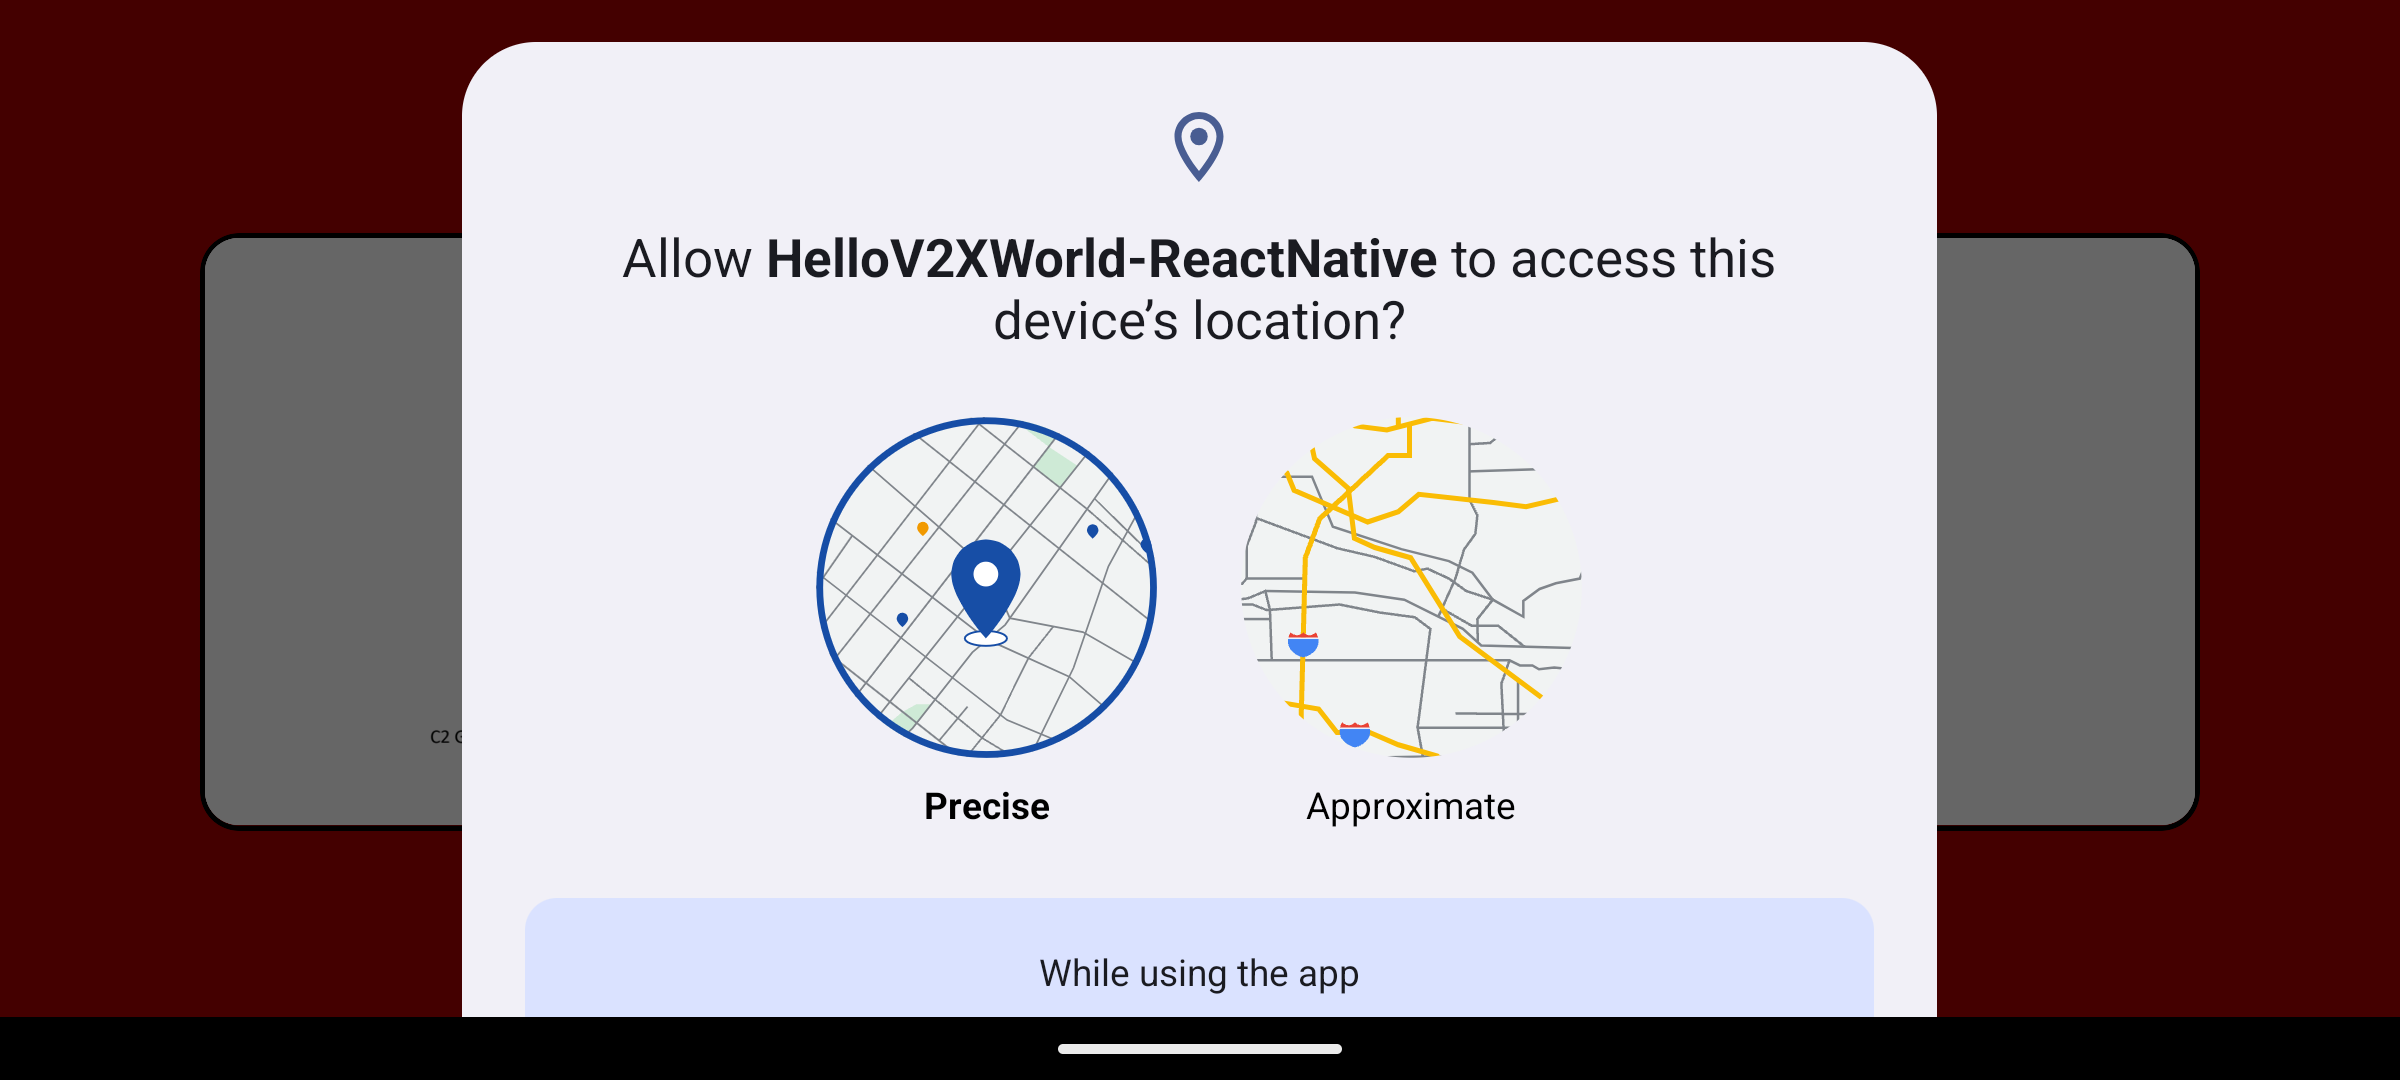 Allow HelloV2XWorld-ReactNative to access this
device’s location?
C2
Precise
Approximate
While using the app